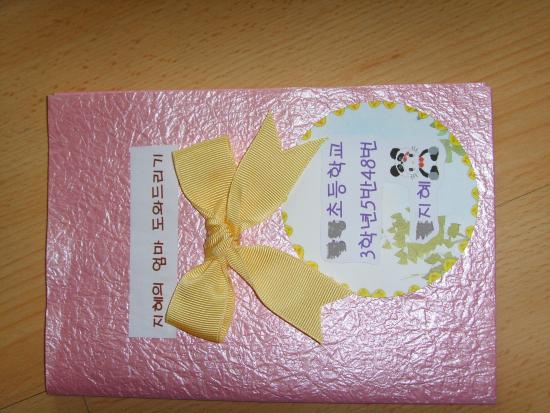 지혜의 엄마 도와드리기
초등학교
3학년5반48번
지혜